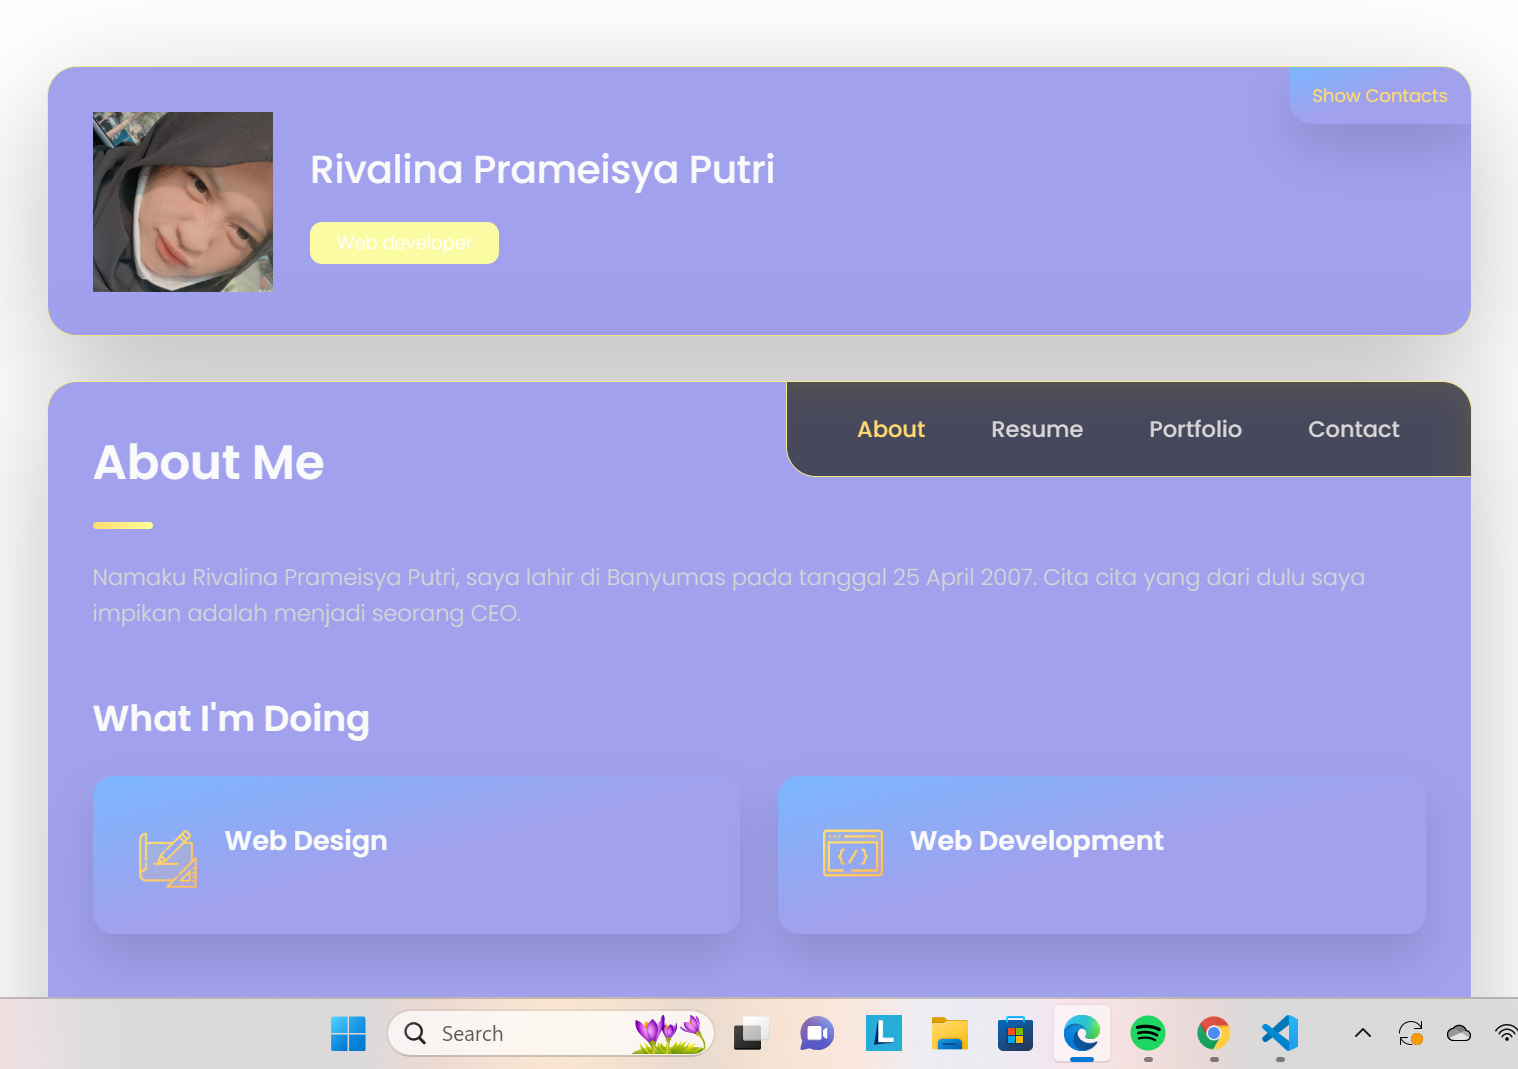 Show Contacts
Rivalina Prameisya Putri
Web developer
About
Resume
Portfolio
Contact
About Me
Namaku Rivalina Prameisya Putri, saya lahir di Banyumas pada tanggal 25 April 2007. Cita cita yang dari dulu saya
impikan adalah menjadi seorang CEO.
What I'm Doing
Web Design
Web Development
Search
L